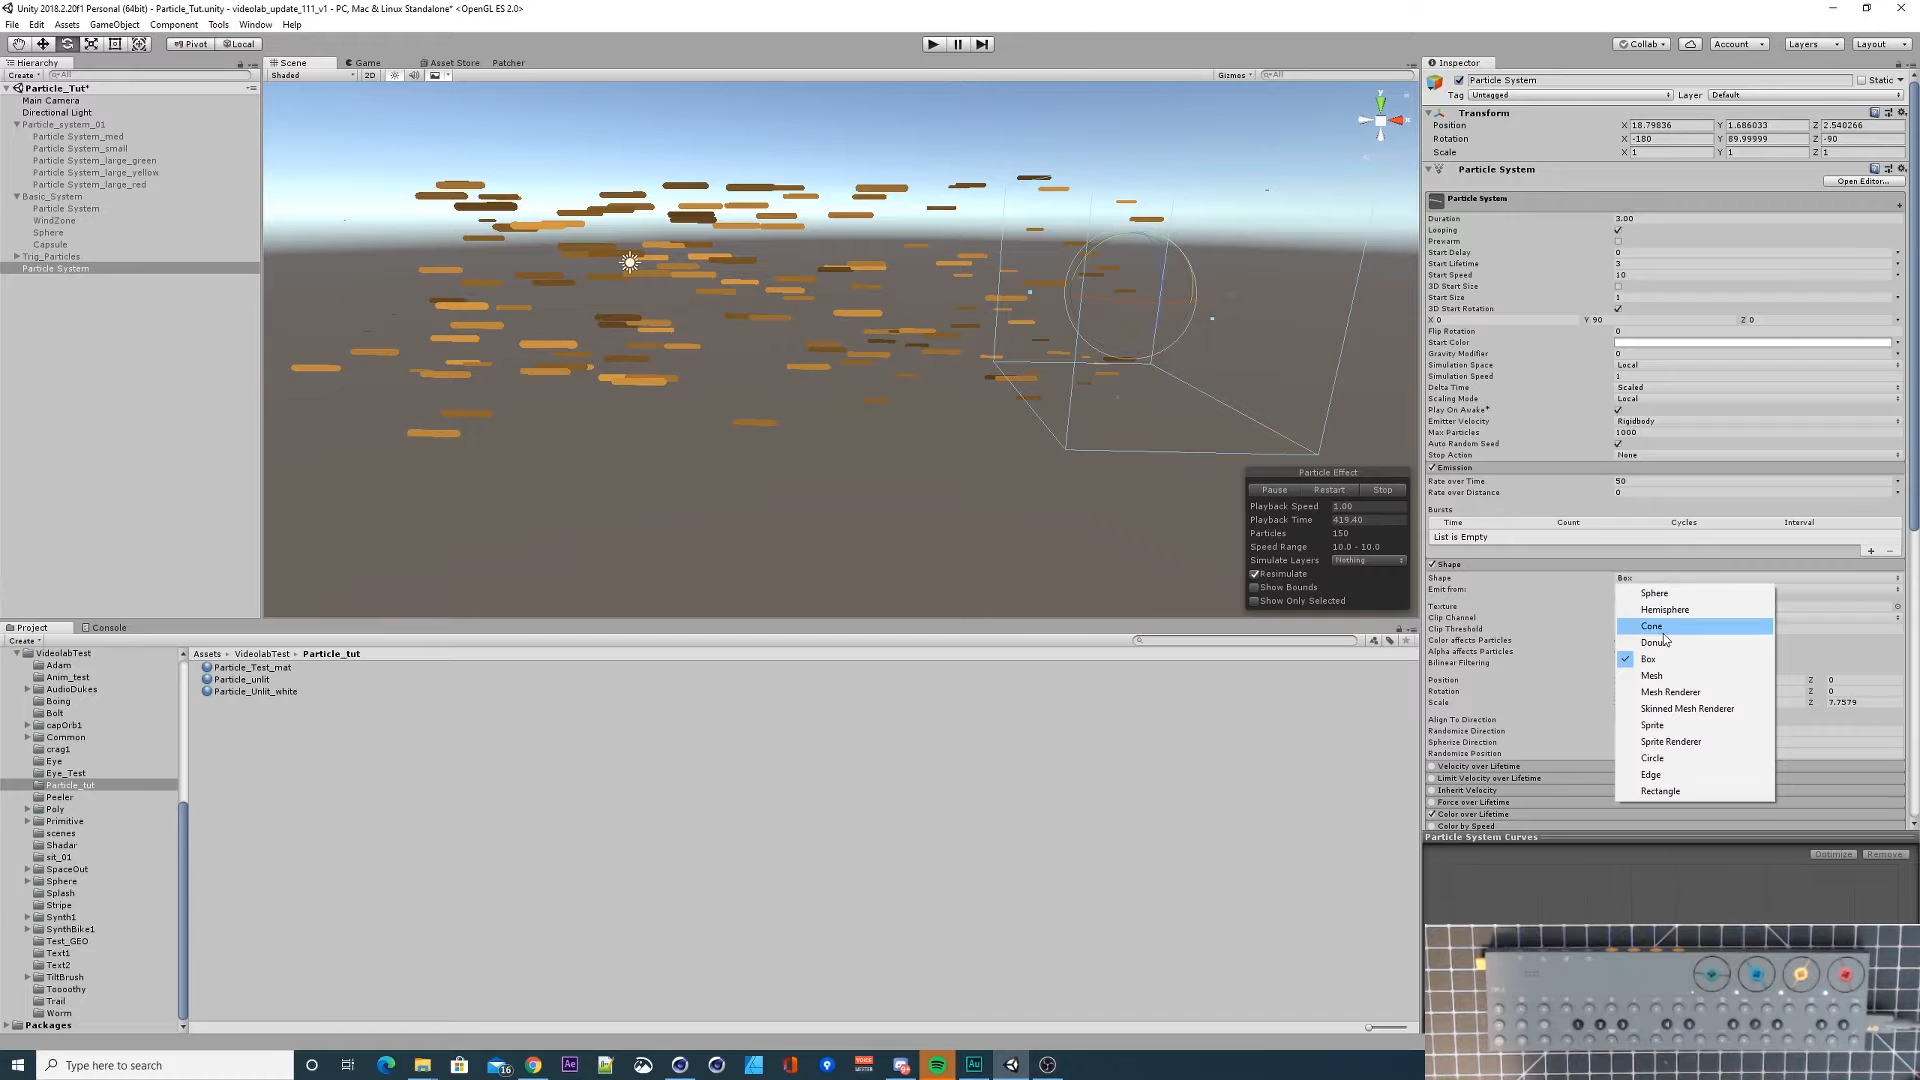 Unity 2018.2.20f1 Personal (64bit) - Particle_Tut.unity - videolab_update_111_v1 - PC, Mac & Linux Standalone* <OpenGL ES 2.0>
File Edit Assets GameObject Component Tools Window Help
Pivot Local Collab Account Layers Layout
Hierarchy
Create All
Particle_Tut*
Main Camera
Directional Light
Particle_system_01
Particle System_med
Particle System_small
Particle System_large_green
Particle System_large_yellow
Particle System_large_red
Basic_System
Particle System
WindZone
Sphere
Capsule
Trig_Particles
Particle System
Scene Game Asset Store Patcher
Shaded 2D Gizmos All
y
Particle Effect
Pause Restart Stop
Playback Speed 1.00
Playback Time 419.40
Particles 150
Speed Range 10.0 - 10.0
Simulate Layers Nothing
Resimulate
Show Bounds
Show Only Selected
Inspector
Particle System Static
Tag Untagged Layer Default
Transform
Position X 18.79836 Y 1.686033 Z 2.540266
Rotation X -180 Y 89.99999 Z -90
Scale X 1 Y 1 Z 1
Particle System
Open Editor...
Particle System
Duration 3.00
Looping
Prewarm
Start Delay 0
Start Lifetime 3
Start Speed 10
3D Start Size
Start Size 1
3D Start Rotation
X 0 Y 90 Z 0
Flip Rotation 0
Start Color
Gravity Modifier 0
Simulation Space Local
Simulation Speed 1
Delta Time Scaled
Scaling Mode Local
Play On Awake*
Emitter Velocity Rigidbody
Max Particles 1000
Auto Random Seed
Stop Action None
Emission
Rate over Time 50
Rate over Distance 0
Bursts
Time Count Cycles Interval
List is Empty
Shape
Shape Box
Emit from:
Texture
Clip Channel
Clip Threshold
Color affects Particles
Alpha affects Particles
Bilinear Filtering
Position Z 0
Rotation Z 0
Scale Z 7.7579
Align To Direction
Randomize Direction
Spherize Direction
Randomize Position
Velocity over Lifetime
Limit Velocity over Lifetime
Inherit Velocity
Force over Lifetime
Color over Lifetime
Color by Speed
Sphere
Hemisphere
Cone
Donut
Box
Mesh
Mesh Renderer
Skinned Mesh Renderer
Sprite
Sprite Renderer
Circle
Edge
Rectangle
Particle System Curves
Optimize Remove
Project Console
Create
VideolabTest
Adam
Anim_test
AudioDukes
Boing
Bolt
capOrb1
Common
crag1
Eye
Eye_Test
Particle_tut
Peeler
Poly
Primitive
scenes
Shadar
sit_01
SpaceOut
Sphere
Splash
Stripe
Synth1
SynthBike1
Test_GEO
Text1
Text2
TiltBrush
Toooothy
Trail
Worm
Packages
Assets VideolabTest Particle_tut
Particle_Test_mat
Particle_unlit
Particle_Unlit_white
Type here to search
16
Ae
Au